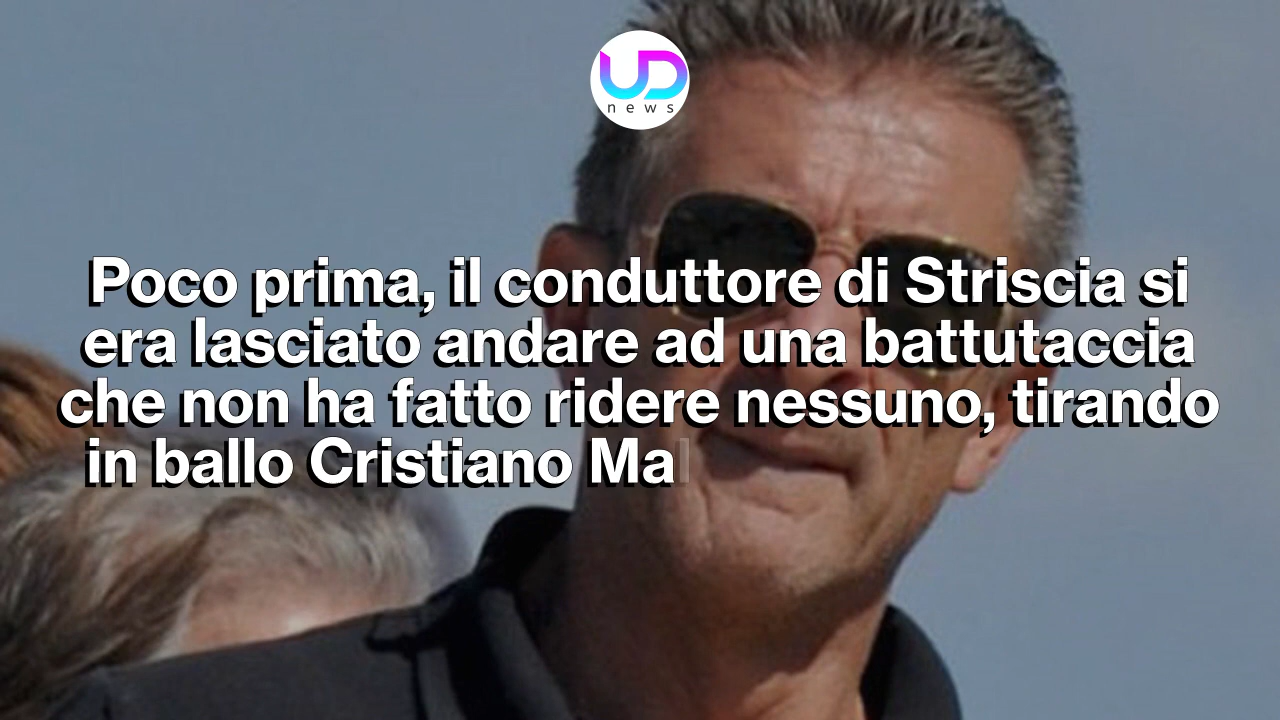 UD
news
Poco prima, il conduttore di Striscia si
era lasciato andare ad una battutaccia
che non ha fatto ridere nessuno, tirando
in ballo Cristiano Mal